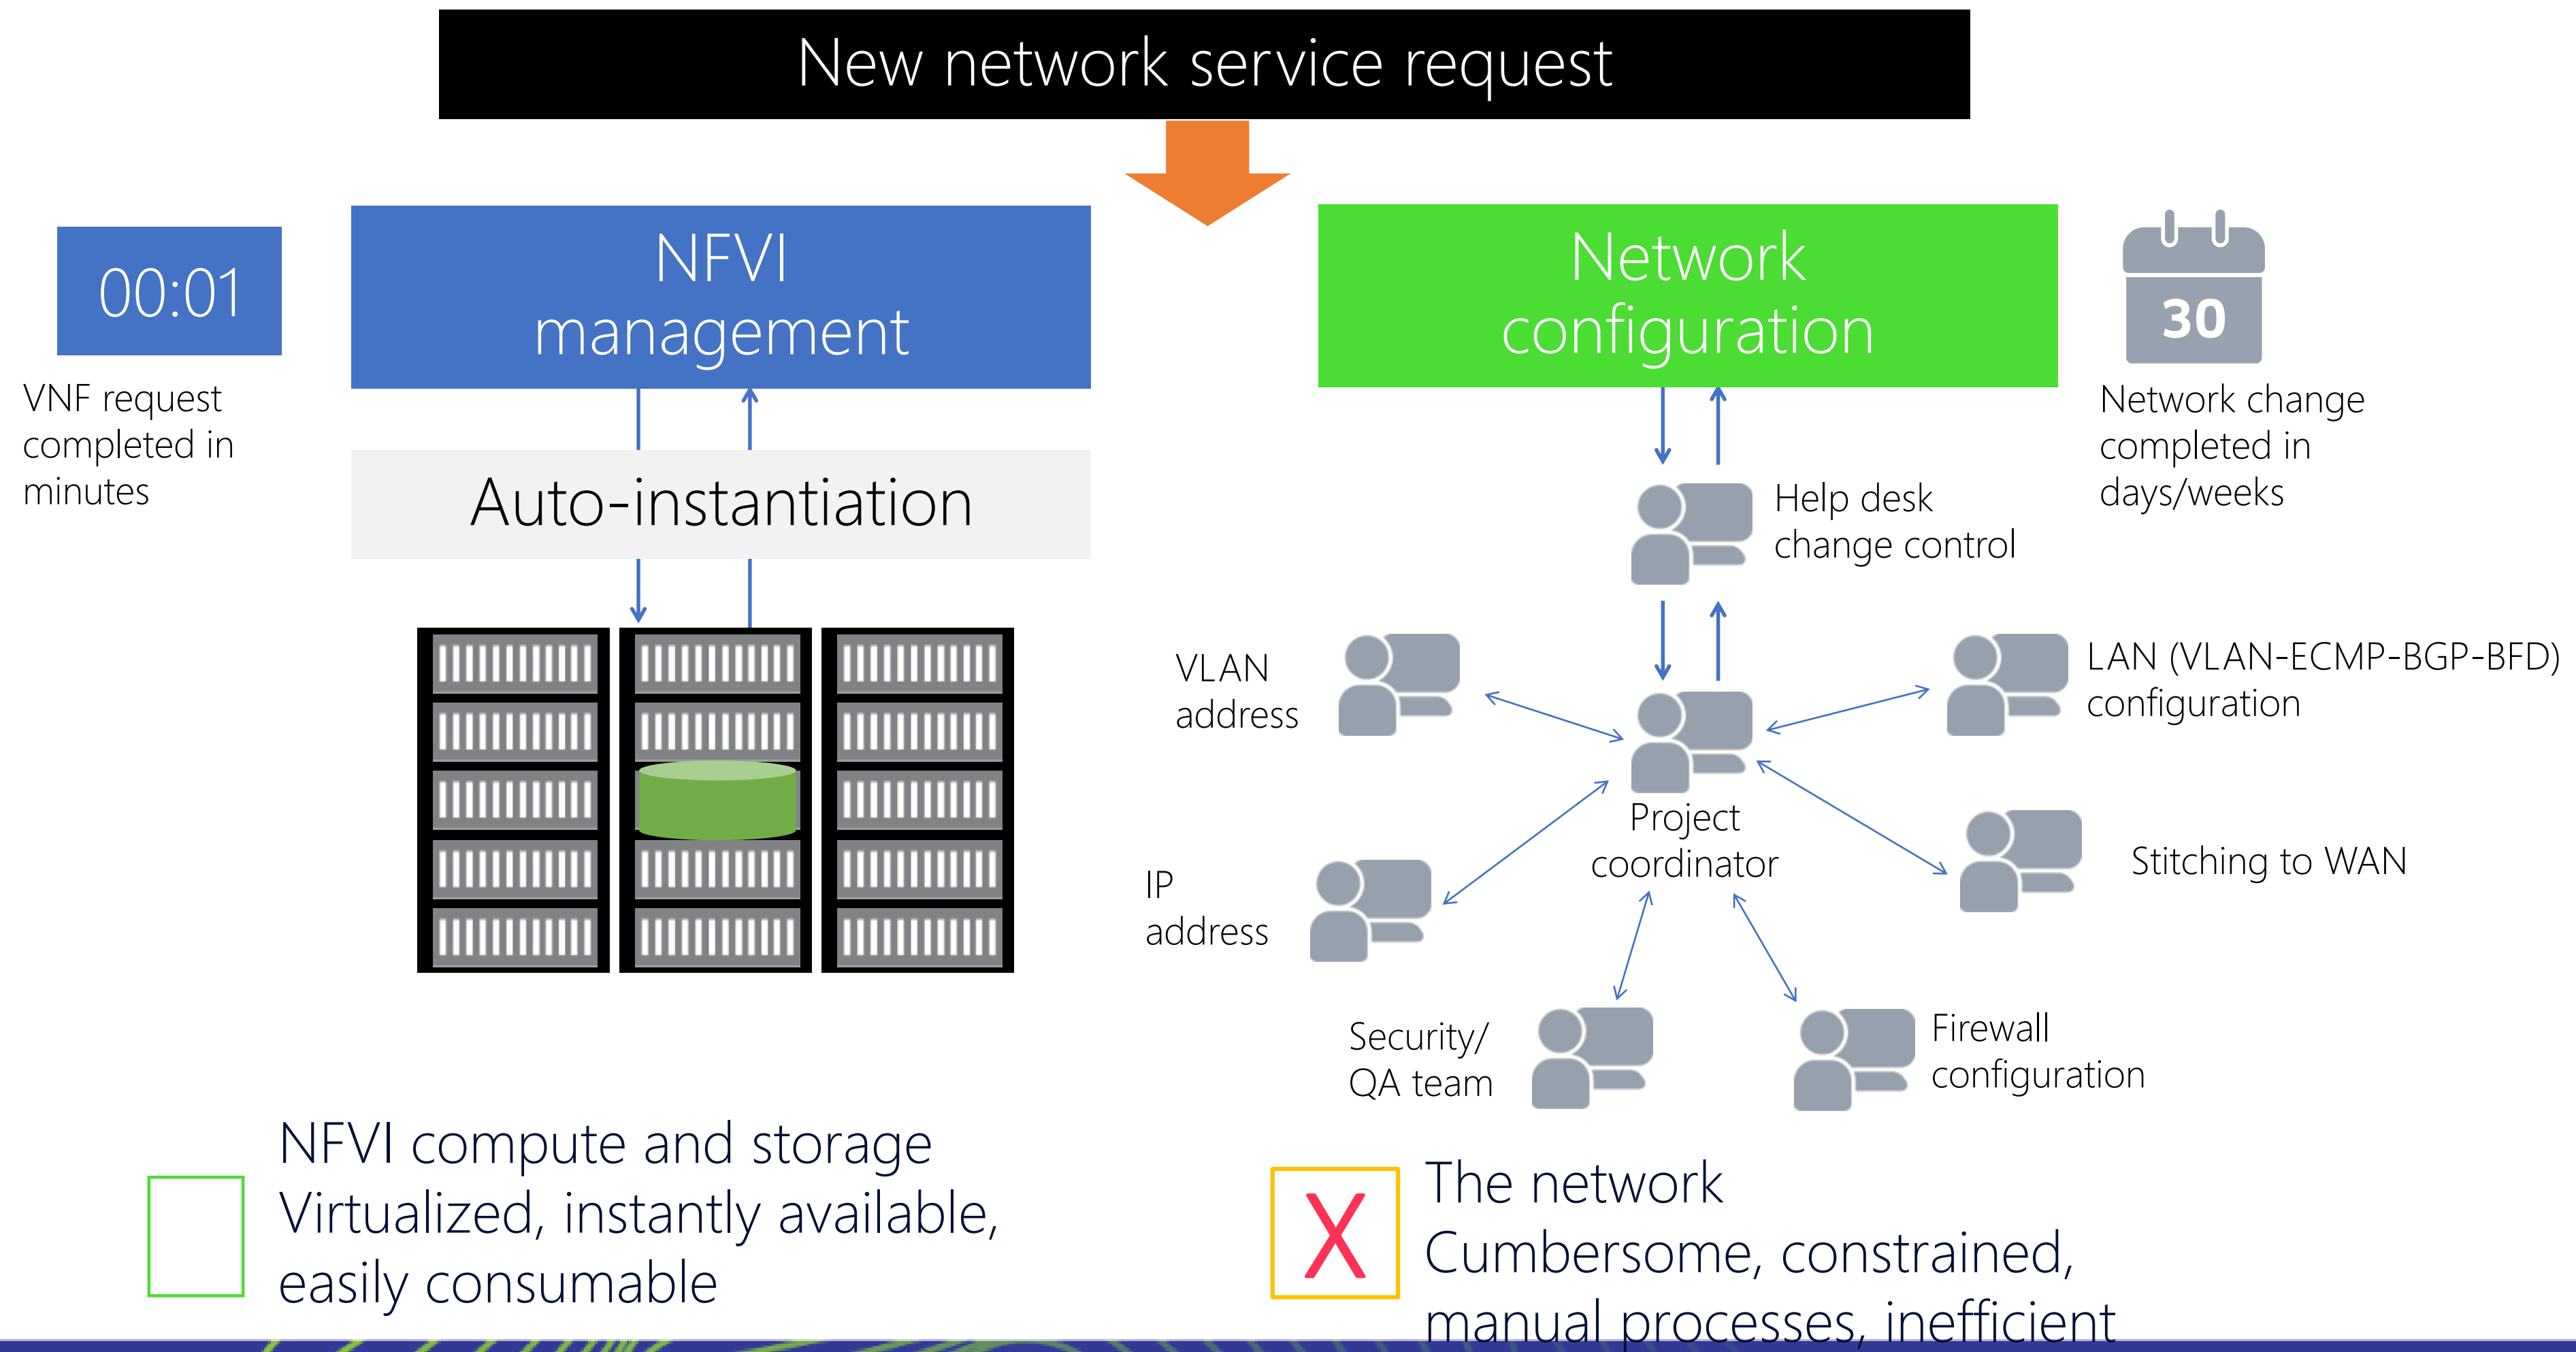 New network service request
00:01
VNF request
completed in
minutes
NFVI
management
Auto-instantiation
Network
configuration
30
Network change
completed in
days/weeks
Help desk
change control
VLAN
address
LAN (VLAN-ECMP-BGP-BFD)
configuration
Project
coordinator
IP
address
Stitching to WAN
Security/
QA team
Firewall
configuration
NFVI compute and storage
Virtualized, instantly available,
easily consumable
X
The network
Cumbersome, constrained,
manual processes, inefficient